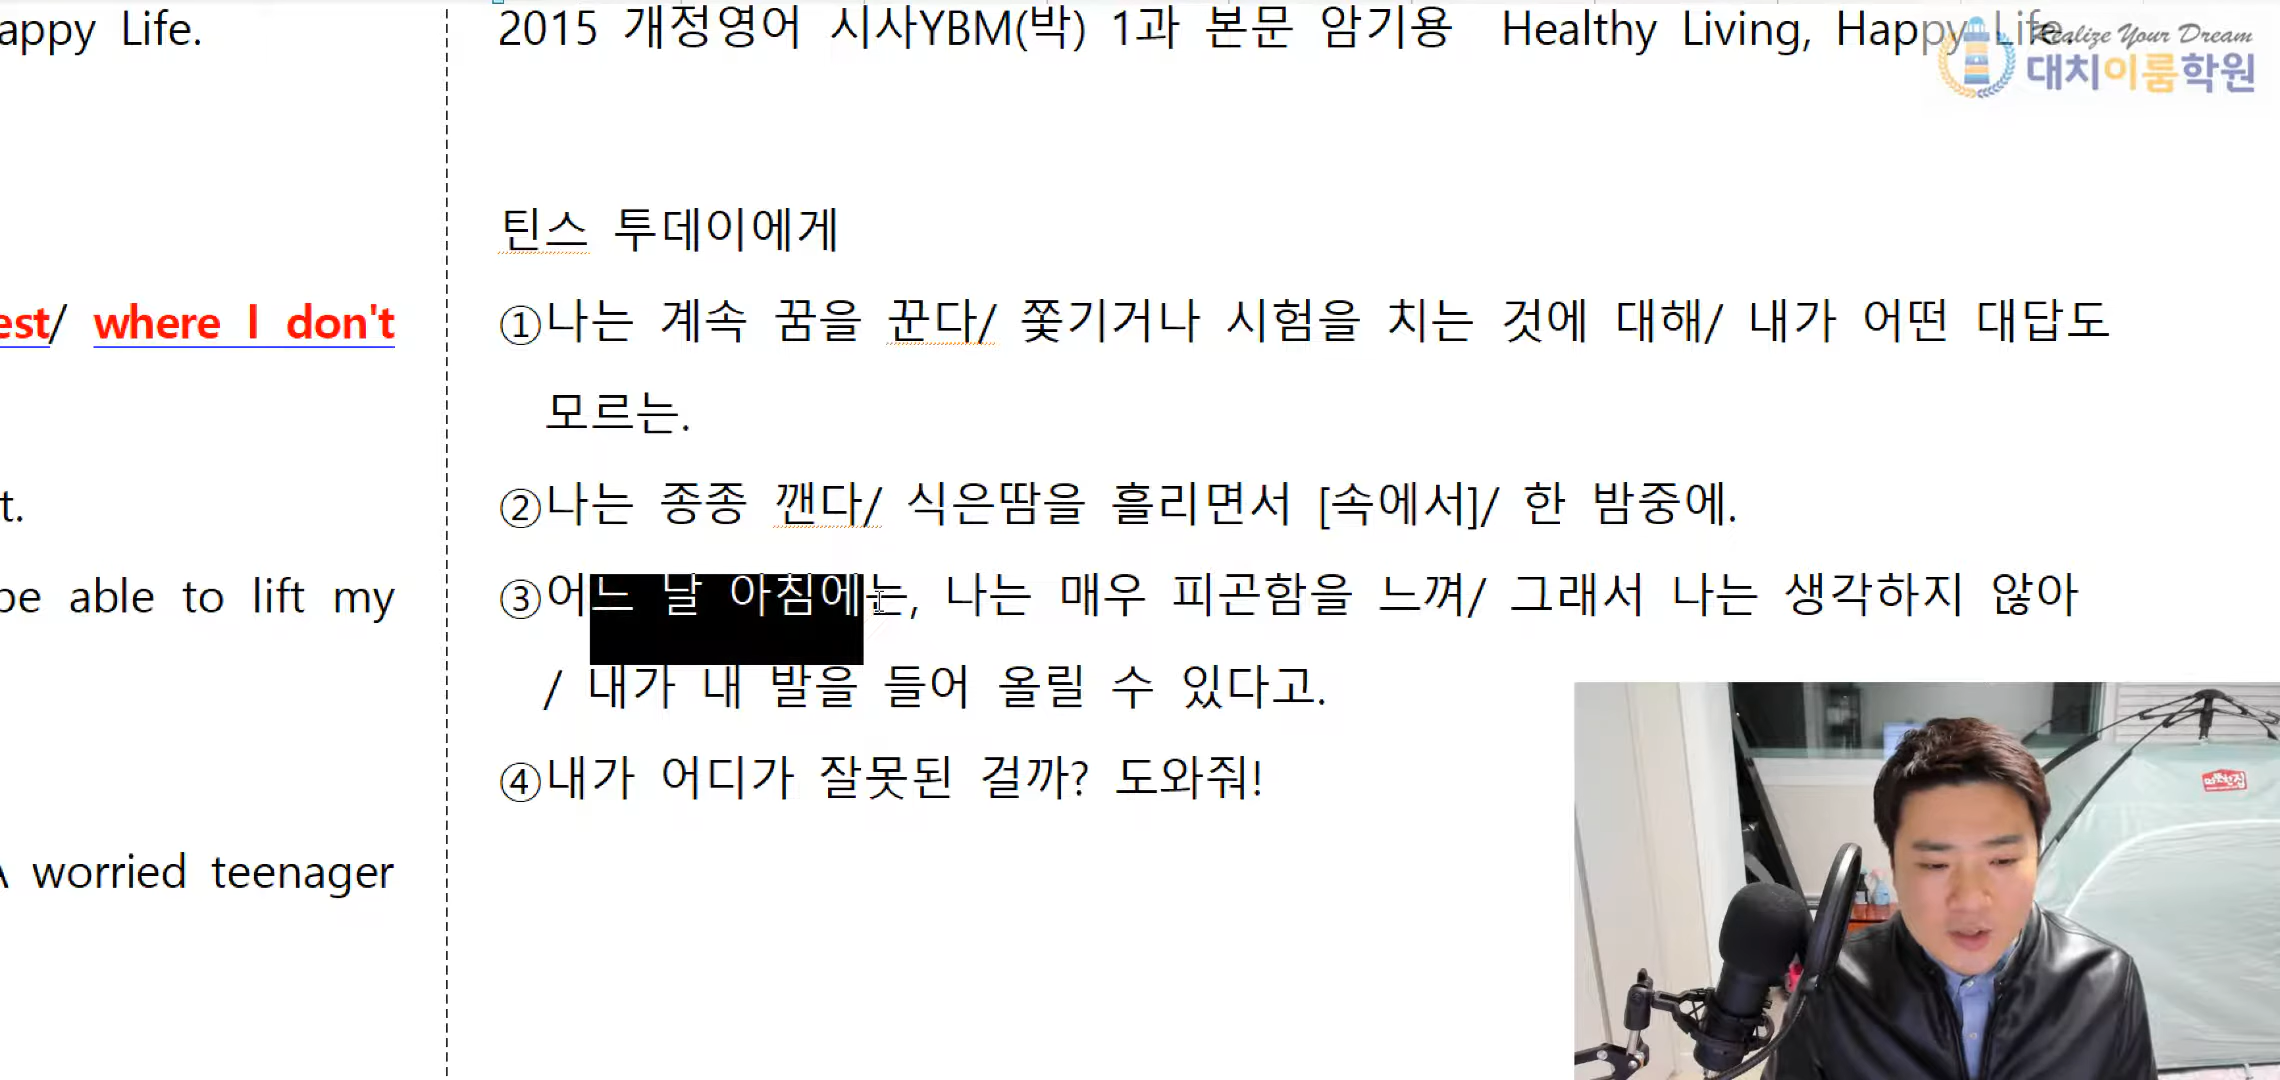 appy Life.
2015 개정영어 시사YBM(박) 1과 본문 암기용 Healthy Living, Happy Life.
Realize Your Dream
대치이룸학원
틴스 투데이에게
est/ where I don't
①나는 계속 꿈을 꾼다/ 쫓기거나 시험을 치는 것에 대해/ 내가 어떤 대답도
모르는.
t.
②나는 종종 깬다/ 식은땀을 흘리면서 [속에서]/ 한 밤중에.
be able to lift my
③어느 날 아침에는, 나는 매우 피곤함을 느껴/ 그래서 나는 생각하지 않아
/ 내가 내 발을 들어 올릴 수 있다고.
④내가 어디가 잘못된 걸까? 도와줘!
A worried teenager